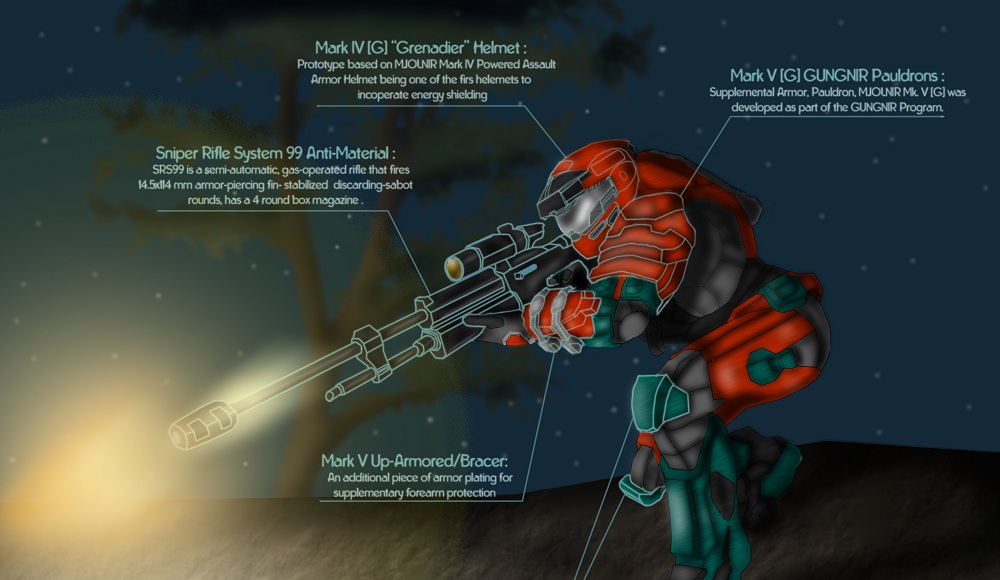 Mark IV [G] "Grenadier" Helmet :
Prototype based on MJOLNIR Mark IV Powered Assault
Armor Helmet being one of the firs helemets to
incoperate energy shielding
Mark V [G] GUNGNIR Pauldrons :
Supplemental Armor, Pauldron, MJOLNIR Mk. V [G] was
developed as part of the GUNGNIR Program.
Sniper Rifle System 99 Anti-Material :
SRS99 is a semi-automatic, gas-operated rifle that fires
14.5x114 mm armor-piercing fin- stabilized discarding-sabot
rounds, has a 4 round box magazine .
Mark V Up-Armored/Bracer:
An additional piece of armor plating for
supplementary forearm protection